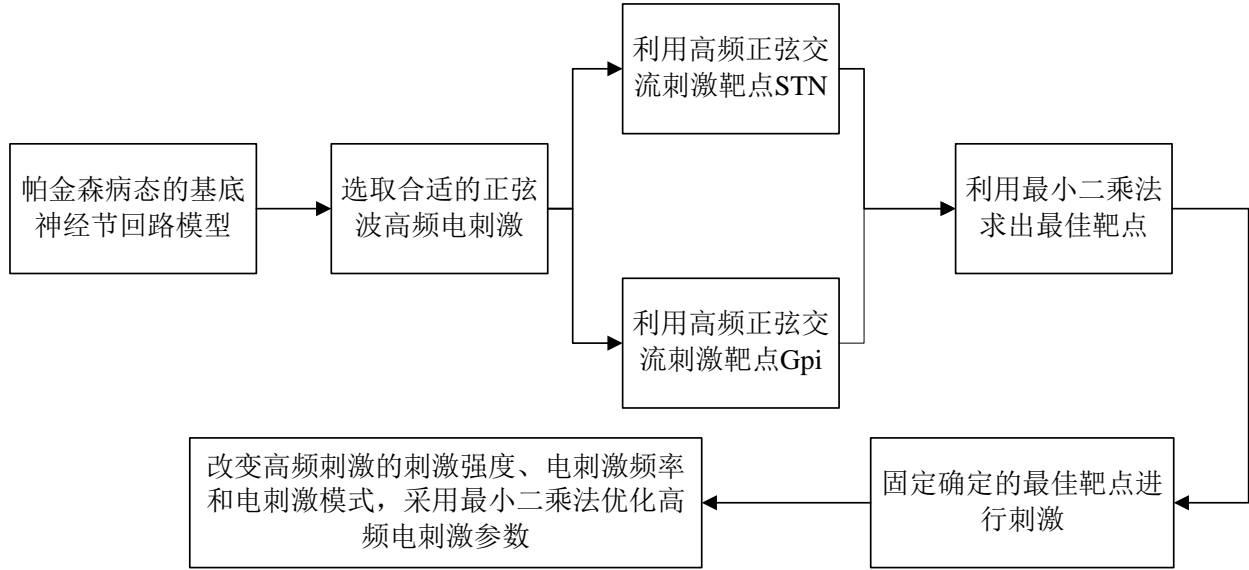 帕金森病态的基底
神经节回路模型
选取合适的正弦
波高频电刺激
利用高频正弦交
流刺激靶点STN
利用高频正弦交
流刺激靶点Gpi
利用最小二乘法
求出最佳靶点
固定确定的最佳靶点进
行刺激
改变高频刺激的刺激强度、电刺激频率
和电刺激模式，采用最小二乘法优化高
频电刺激参数